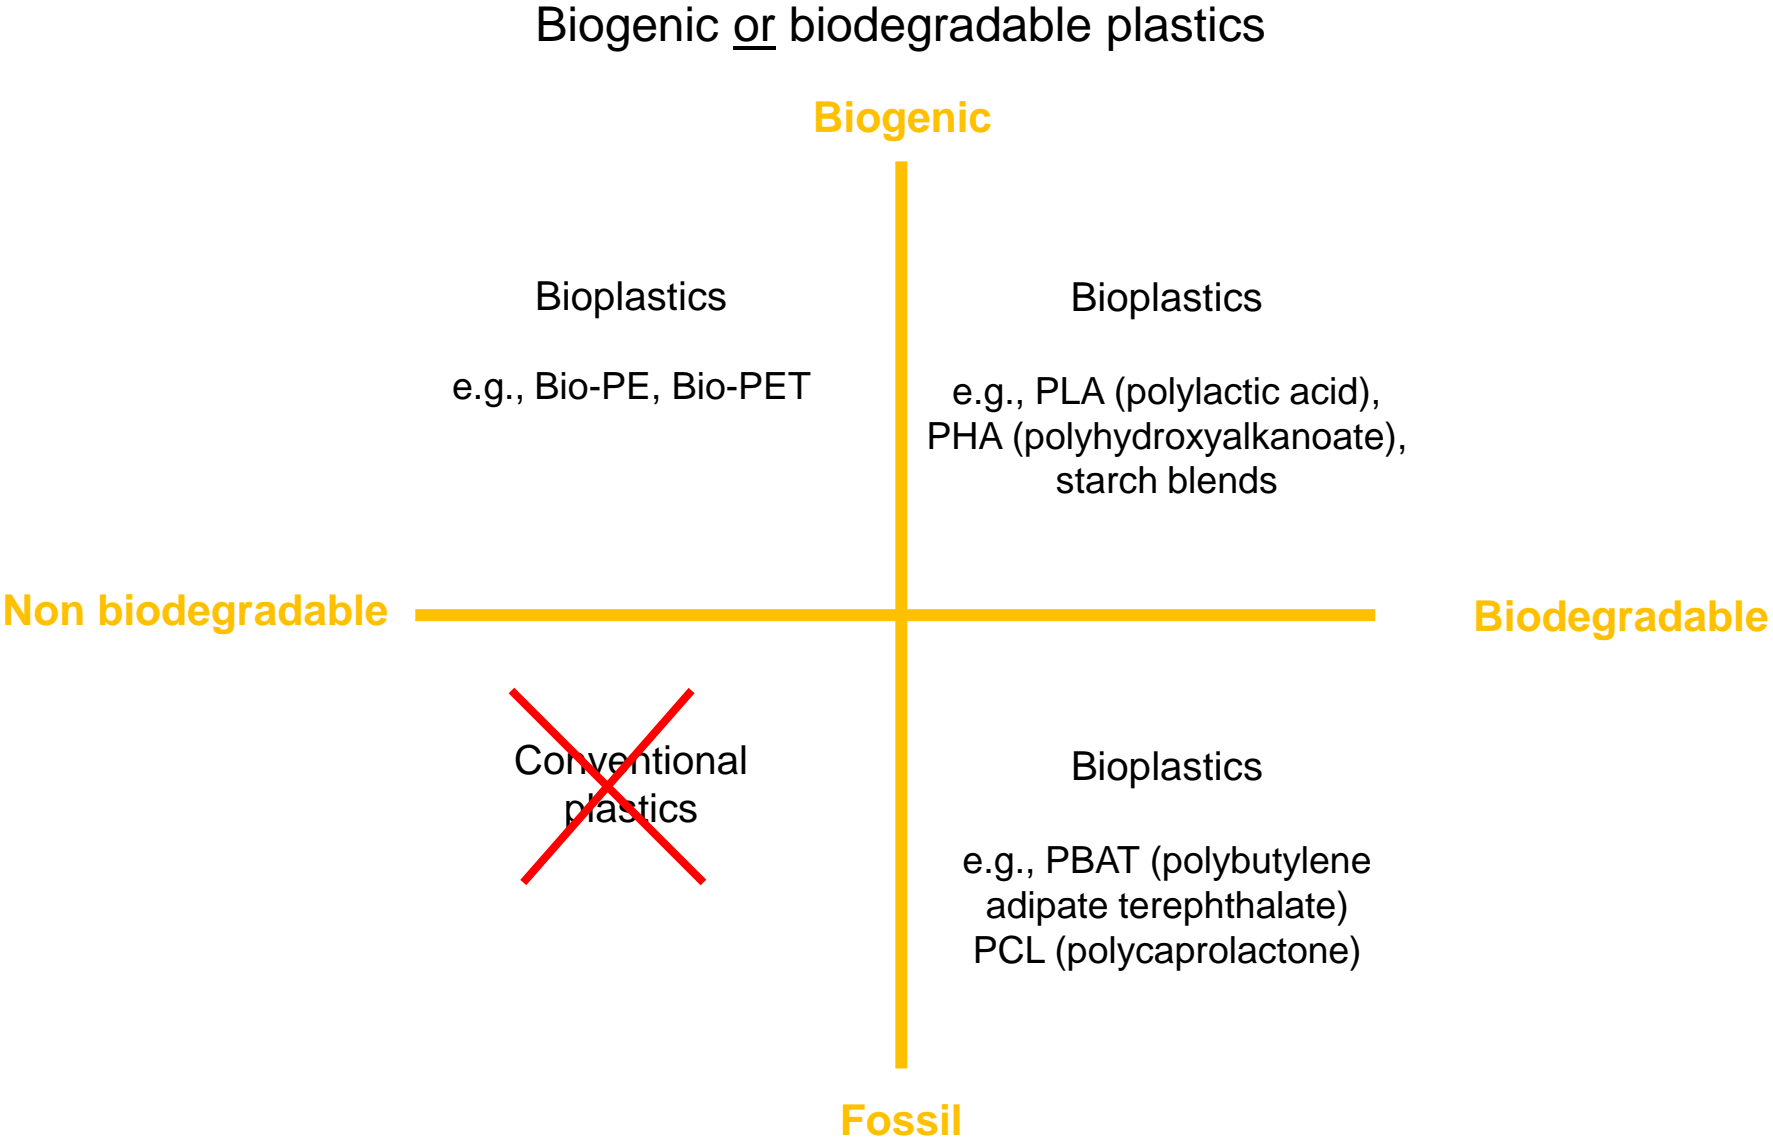 Biogenic or biodegradable plastics
Biogenic
Bioplastics
e.g., Bio-PE, Bio-PET
Bioplastics
e.g., PLA (polylactic acid),
PHA (polyhydroxyalkanoate),
starch blends
Non biodegradable
Biodegradable
Conventional
plastics
Bioplastics
e.g., PBAT (polybutylene
adipate terephthalate)
PCL (polycaprolactone)
Fossil